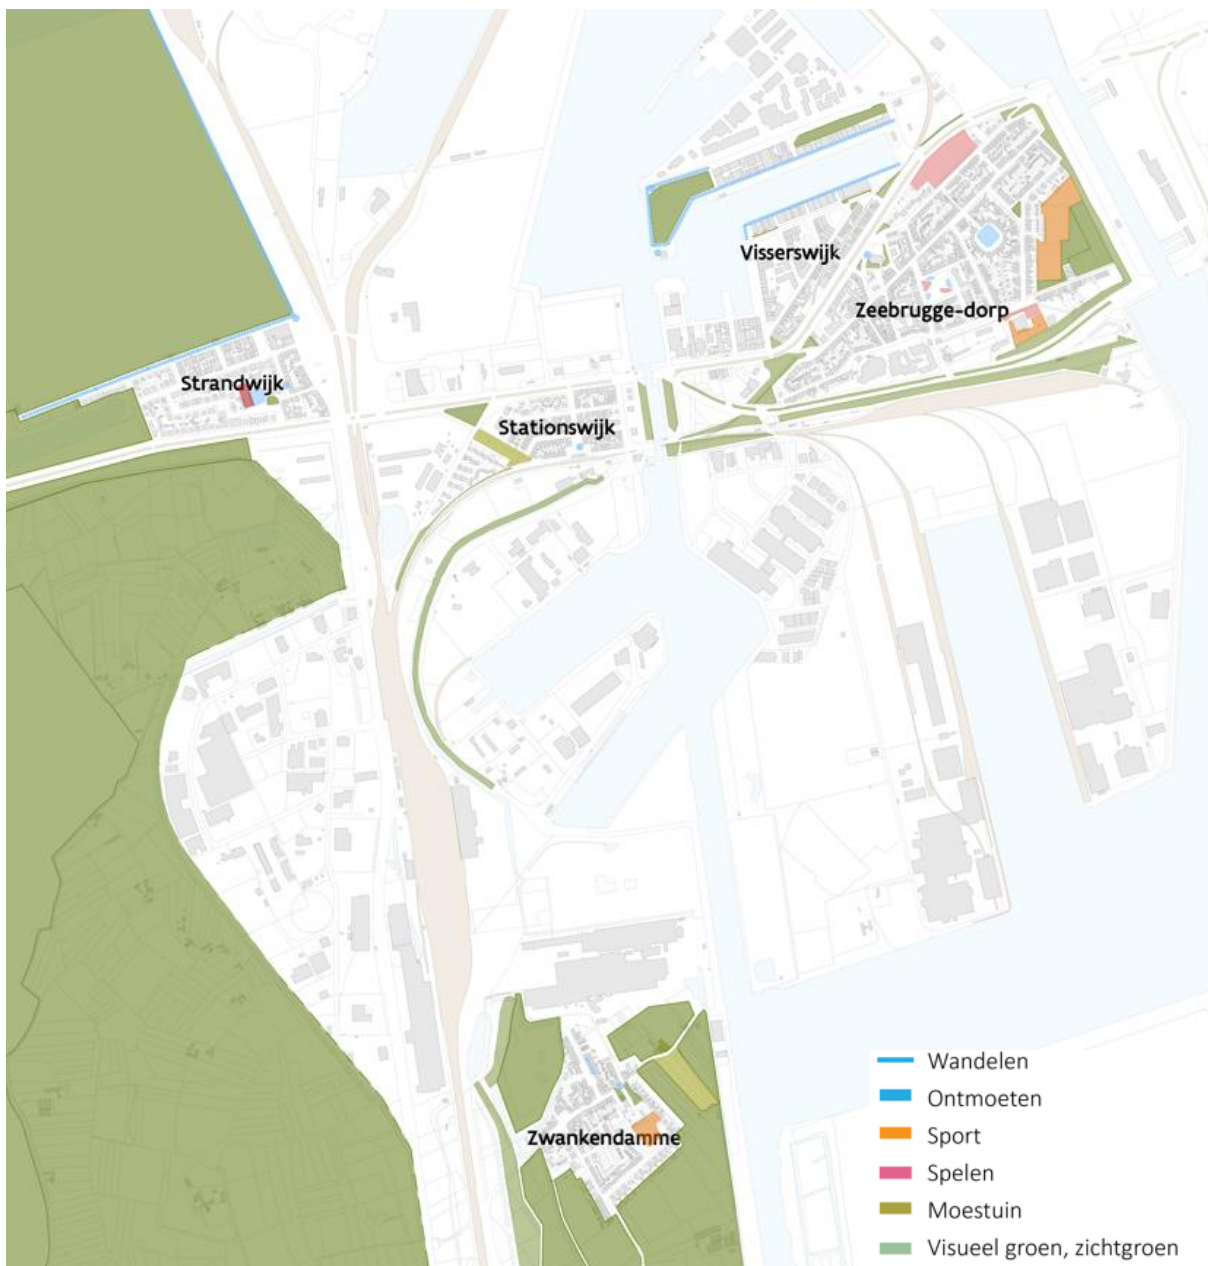 Visserswijk
Zeebrugge-dorp
Strandwijk
Stationswijk
Zwankendamme
Wandelen
Ontmoeten
Sport
Spelen
Moestuin
Visueel groen, zichtgroen